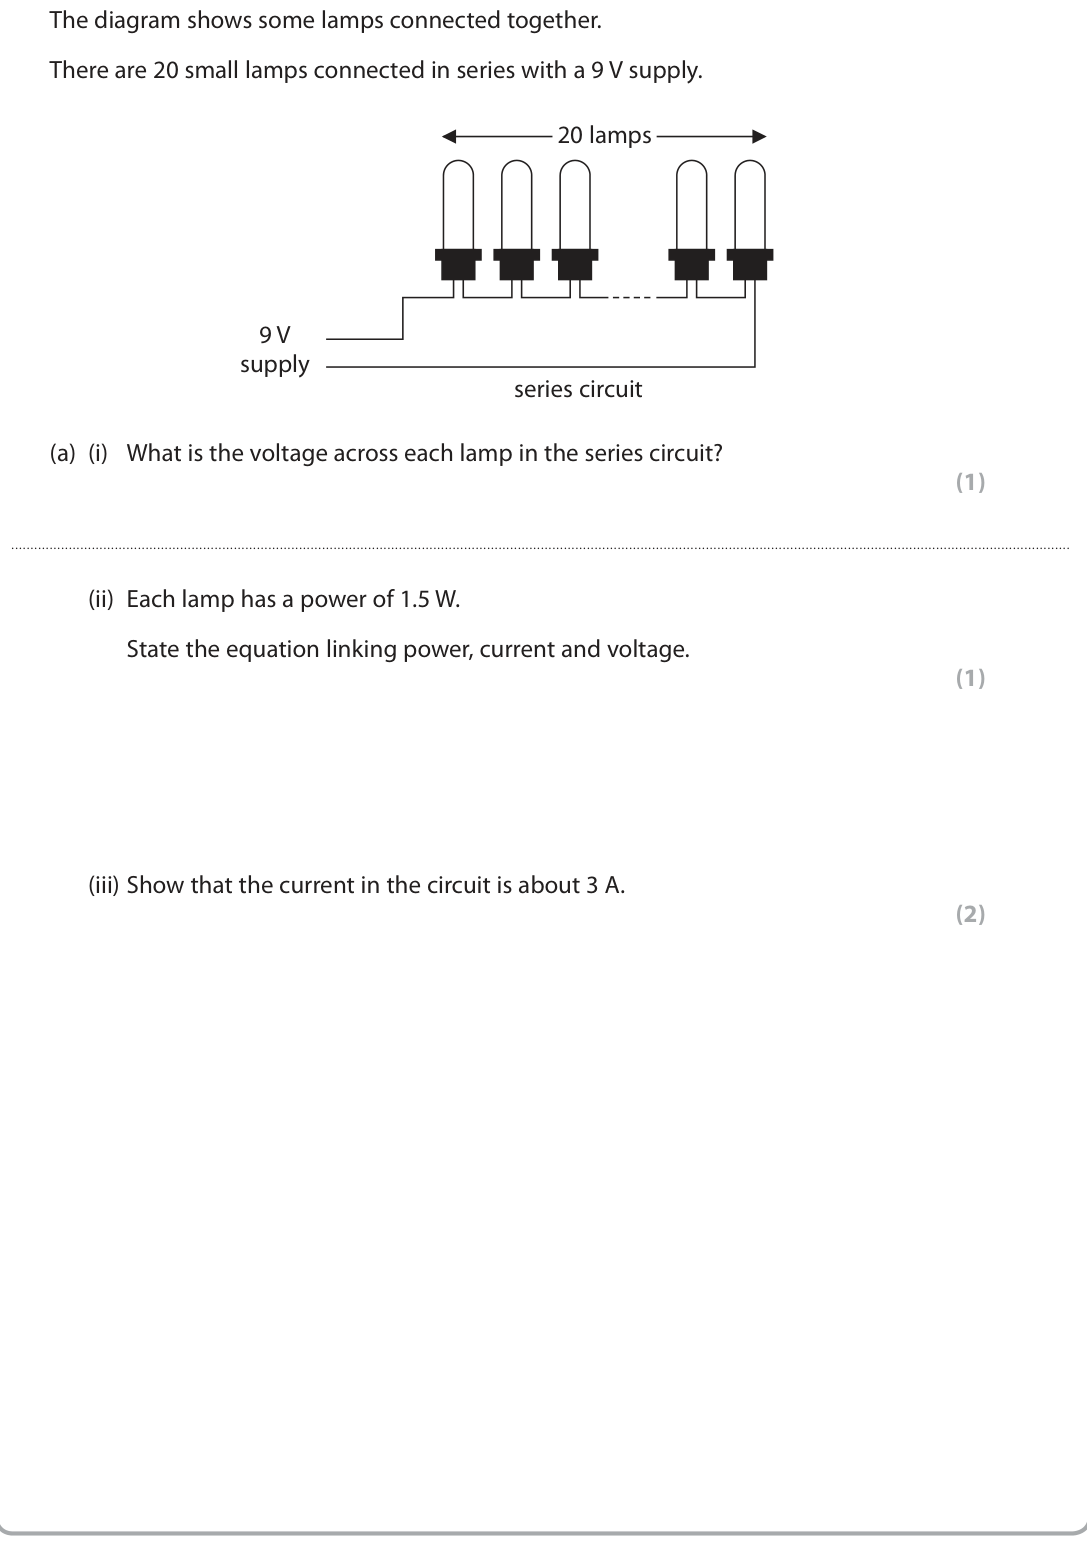 The diagram shows some lamps connected together.
There are 20 small lamps connected in series with a 9 V supply.
20 lamps
9 V
supply
series circuit
(a) (i) What is the voltage across each lamp in the series circuit?
(1)
(ii) Each lamp has a power of 1.5 W.
State the equation linking power, current and voltage.
(1)
(iii) Show that the current in the circuit is about 3 A.
(2)